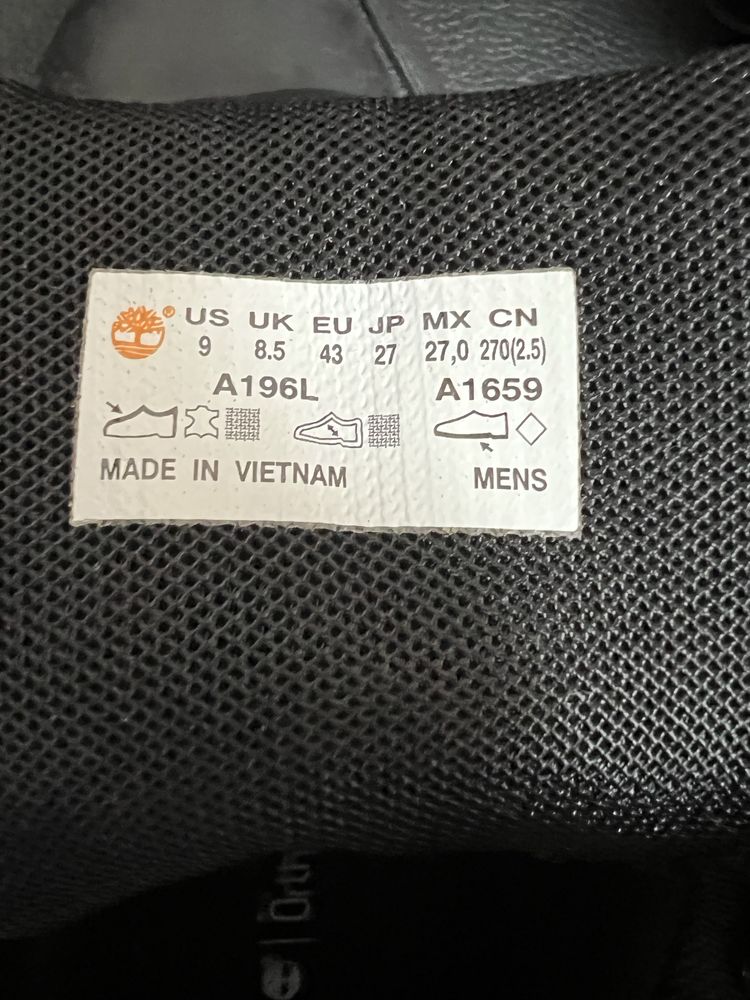 ® US UK EU JP MX CN
9 8.5 43 27 27,0 270(2.5)
A196L A1659
MADE IN VIETNAM MENS